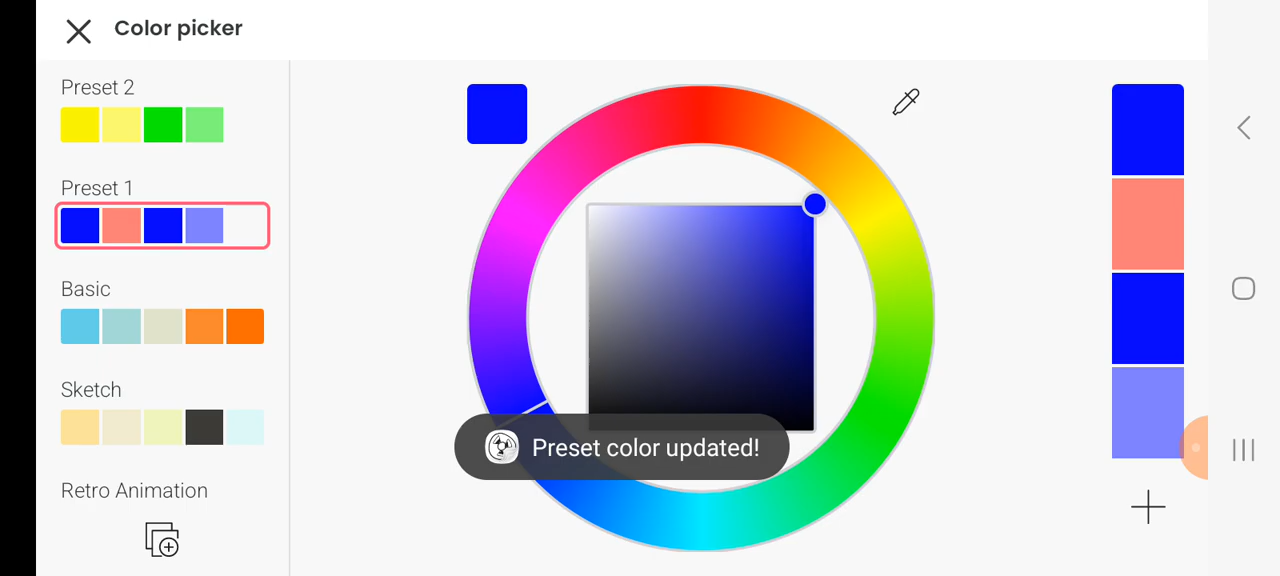 Color picker
Preset 2
Preset 1
Basic
Sketch
Retro Animation
Preset color updated!